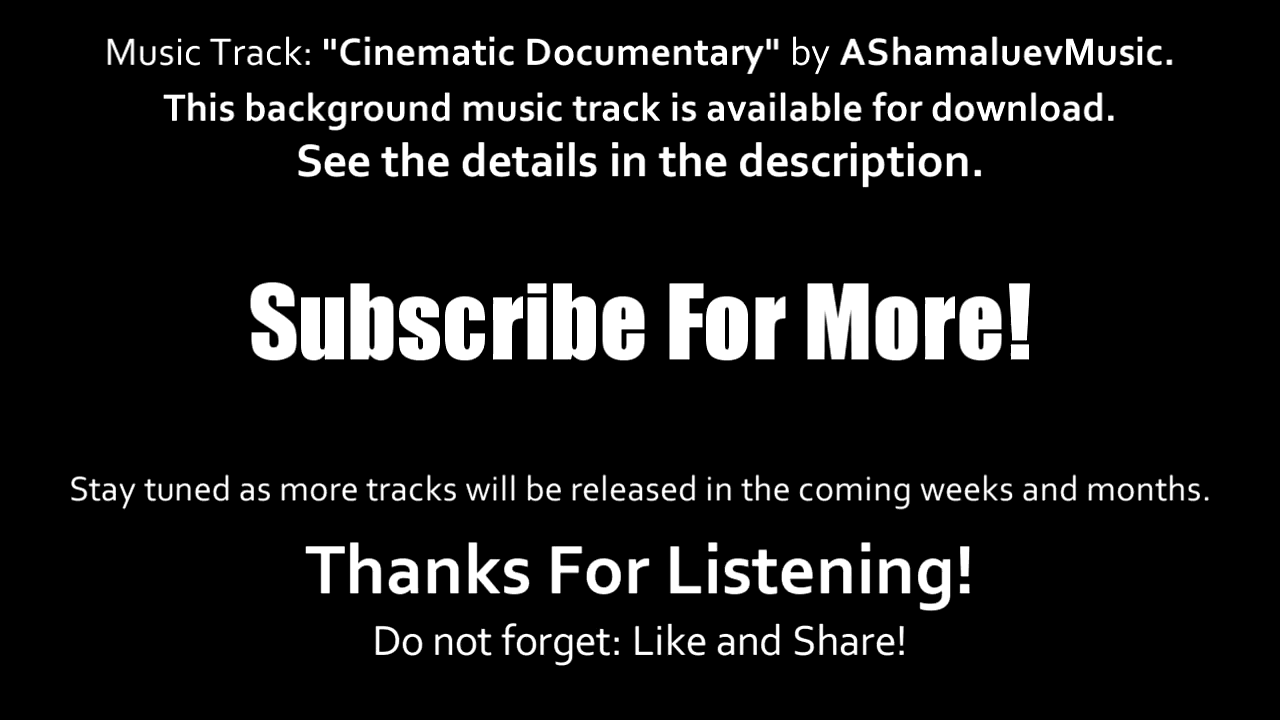 Music Track: "Cinematic Documentary" by AShamaluevMusic.
This background music track is available for download.
See the details in the description.
Subscribe For More!
Stay tuned as more tracks will be released in the coming weeks and months.
Thanks For Listening!
Do not forget: Like and Share!